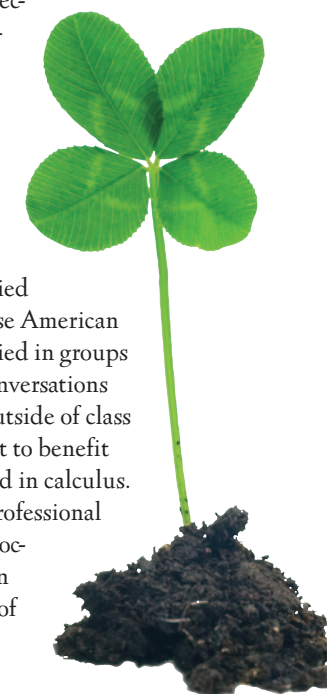 ec-
-
ied
se American
ied in groups
nversations
utside of class
t to benefit
d in calculus.
rofessional
oc-
n
of